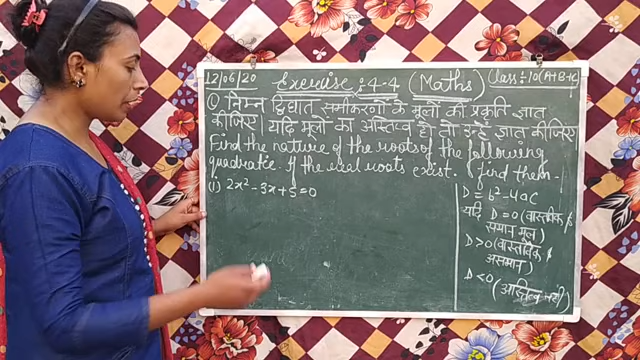 12/06/20 Exercise : 4.4 (Maths) Class :- 10 (A+B+C)
① निम्न द्विघात समीकरणों के मूलों की प्रकृति ज्ञात
कीजिए। यदि मूलों का अस्तित्व हो तो उन्हें ज्ञात कीजिए
Find the nature of the roots of the following
quadratic. If the real roots exist. find them-
(i) 2x² - 3x + 5 = 0
D = b² - 4ac
यदि D = 0 (वास्तविक
समान मूल)
D > 0 (वास्तविक
असमान)
D < 0 (अस्तित्व नहीं)